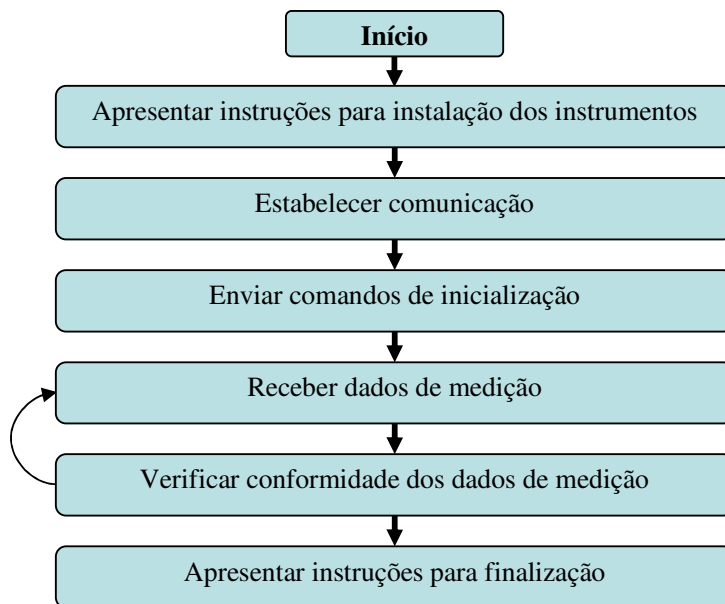 Início
Apresentar instruções para instalação dos instrumentos
Estabelecer comunicação
Enviar comandos de inicialização
Receber dados de medição
Verificar conformidade dos dados de medição
Apresentar instruções para finalização